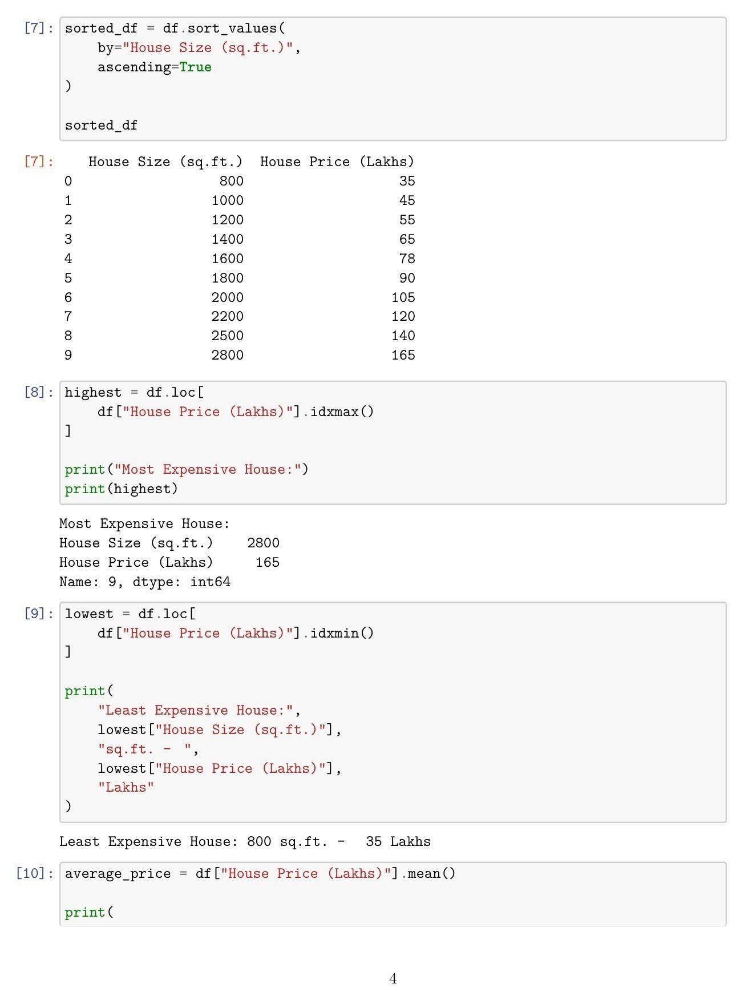 [7]: sorted_df = df.sort_values(
    by="House Size (sq.ft.)",
    ascending=True
)
sorted_df
[7]:    House Size (sq.ft.)  House Price (Lakhs)
0                  800                   35
1                 1000                   45
2                 1200                   55
3                 1400                   65
4                 1600                   78
5                 1800                   90
6                 2000                  105
7                 2200                  120
8                 2500                  140
9                 2800                  165
[8]: highest = df.loc[
    df["House Price (Lakhs)"].idxmax()
]
print("Most Expensive House:")
print(highest)
Most Expensive House:
House Size (sq.ft.)    2800
House Price (Lakhs)     165
Name: 9, dtype: int64
[9]: lowest = df.loc[
    df["House Price (Lakhs)"].idxmin()
]
print(
    "Least Expensive House:",
    lowest["House Size (sq.ft.)"],
    "sq.ft. - ",
    lowest["House Price (Lakhs)"],
    "Lakhs"
)
Least Expensive House: 800 sq.ft. -  35 Lakhs
[10]: average_price = df["House Price (Lakhs)"].mean()
print(
4